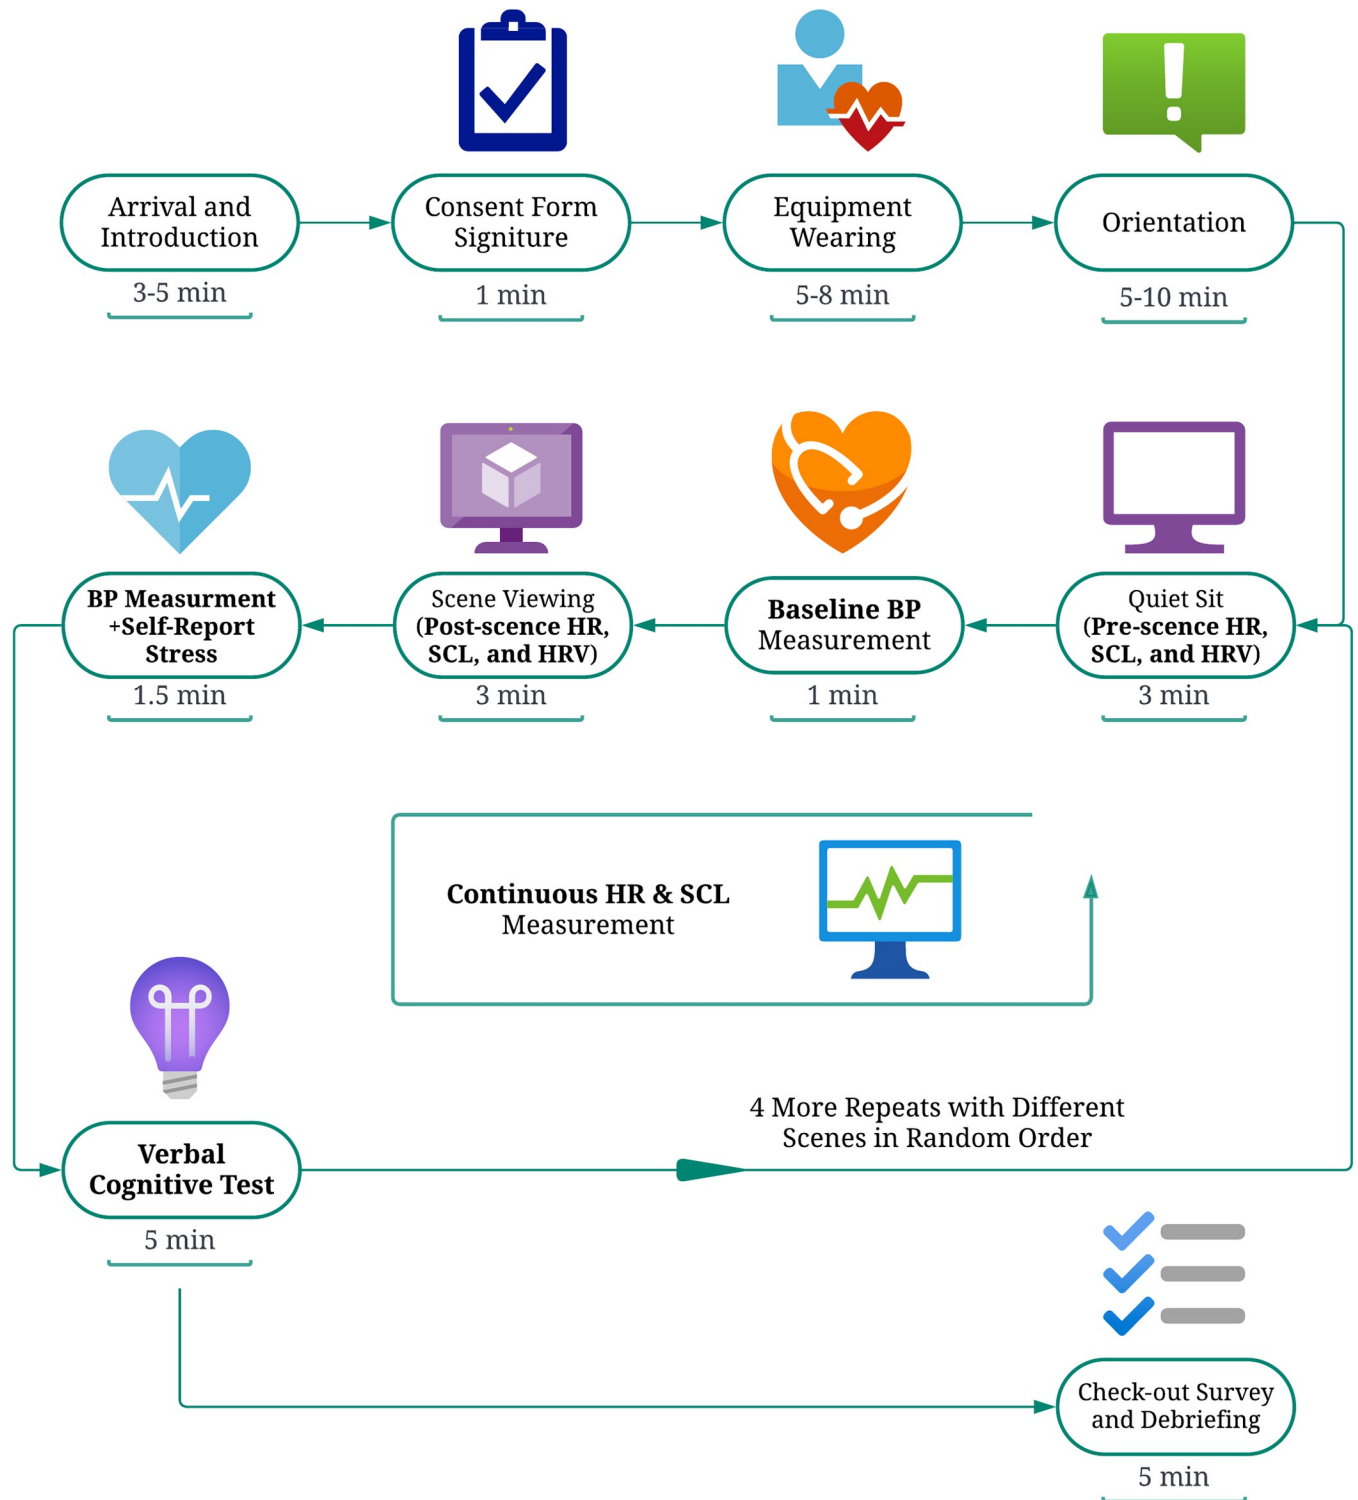 Arrival and
Introduction
3-5 min
Consent Form
Signiture
1 min
Equipment
Wearing
5-8 min
Orientation
5-10 min
Quiet Sit
(Pre-scence HR,
SCL, and HRV)
3 min
Baseline BP
Measurement
1 min
Scene Viewing
(Post-scence HR,
SCL, and HRV)
3 min
BP Measurment
+Self-Report
Stress
1.5 min
Continuous HR & SCL
Measurement
Verbal
Cognitive Test
5 min
4 More Repeats with Different
Scenes in Random Order
Check-out Survey
and Debriefing
5 min